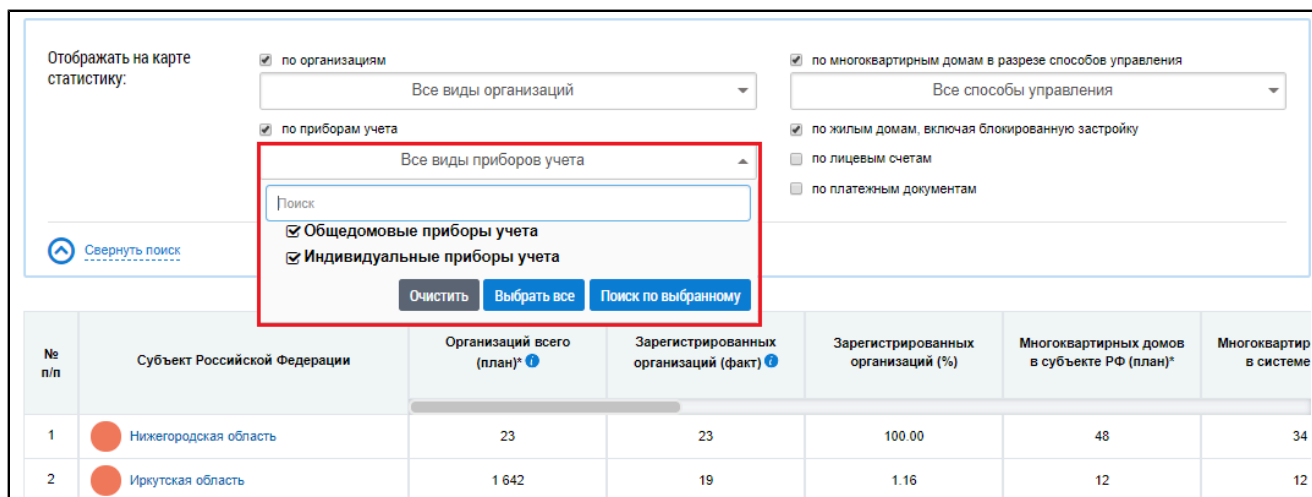 Отображать на карте
статистику:
по организациям
Все виды организаций
по приборам учета
Все виды приборов учета
Поиск
Общедомовые приборы учета
Индивидуальные приборы учета
Очистить Выбрать все Поиск по выбранному
по многоквартирным домам в разрезе способов управления
Все способы управления
по жилым домам, включая блокированную застройку
по лицевым счетам
по платежным документам
Свернуть поиск
№
п/п
Субъект Российской Федерации
Организаций всего
(план)*
Зарегистрированных
организаций (факт)
Зарегистрированных
организаций (%)
Многоквартирных домов
в субъекте РФ (план)*
Многоквартир
в системе
1 Нижегородская область 23 23 100.00 48 34
2 Иркутская область 1 642 19 1.16 12 12